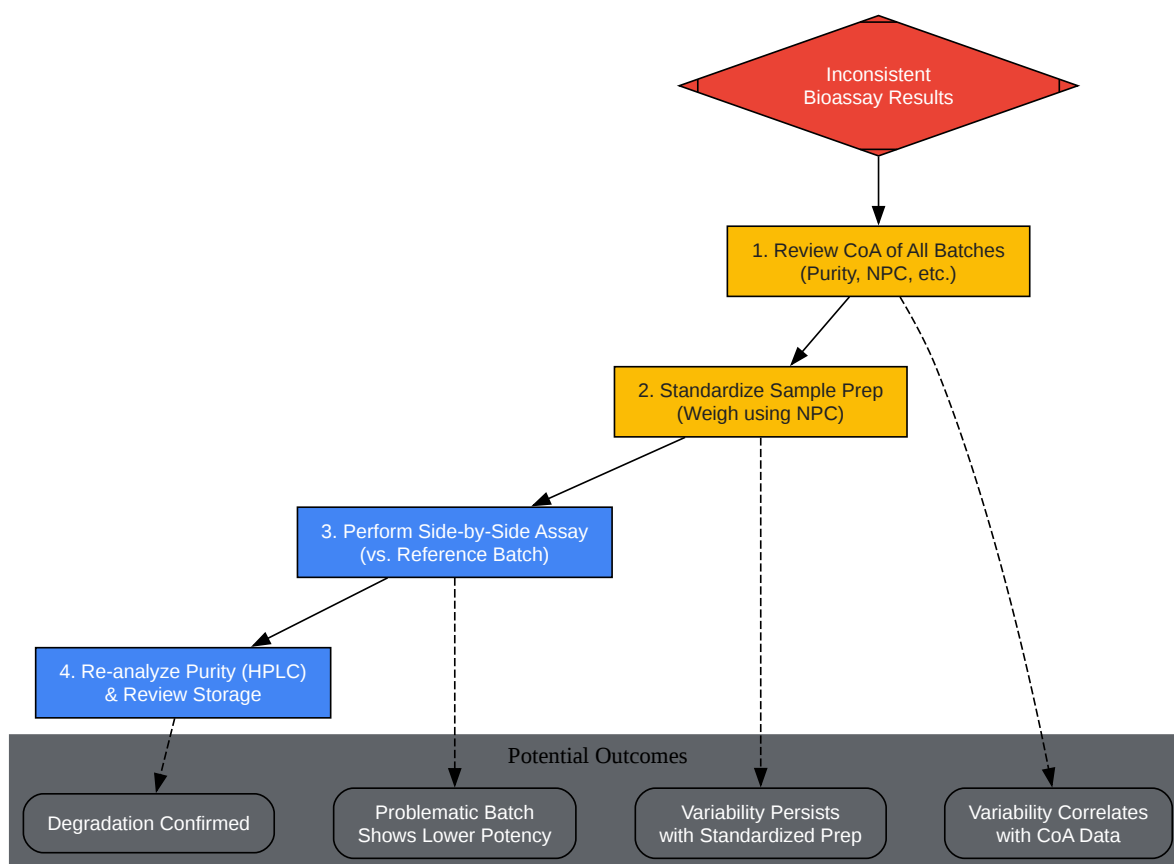 Inconsistent
Bioassay Results
1. Review CoA of All Batches
(Purity, NPC, etc.)
2. Standardize Sample Prep
(Weigh using NPC)
3. Perform Side-by-Side Assay
(vs. Reference Batch)
4. Re-analyze Purity (HPLC)
& Review Storage
Potential Outcomes
Degradation Confirmed
Problematic Batch
Shows Lower Potency
Variability Persists
with Standardized Prep
Variability Correlates
with CoA Data